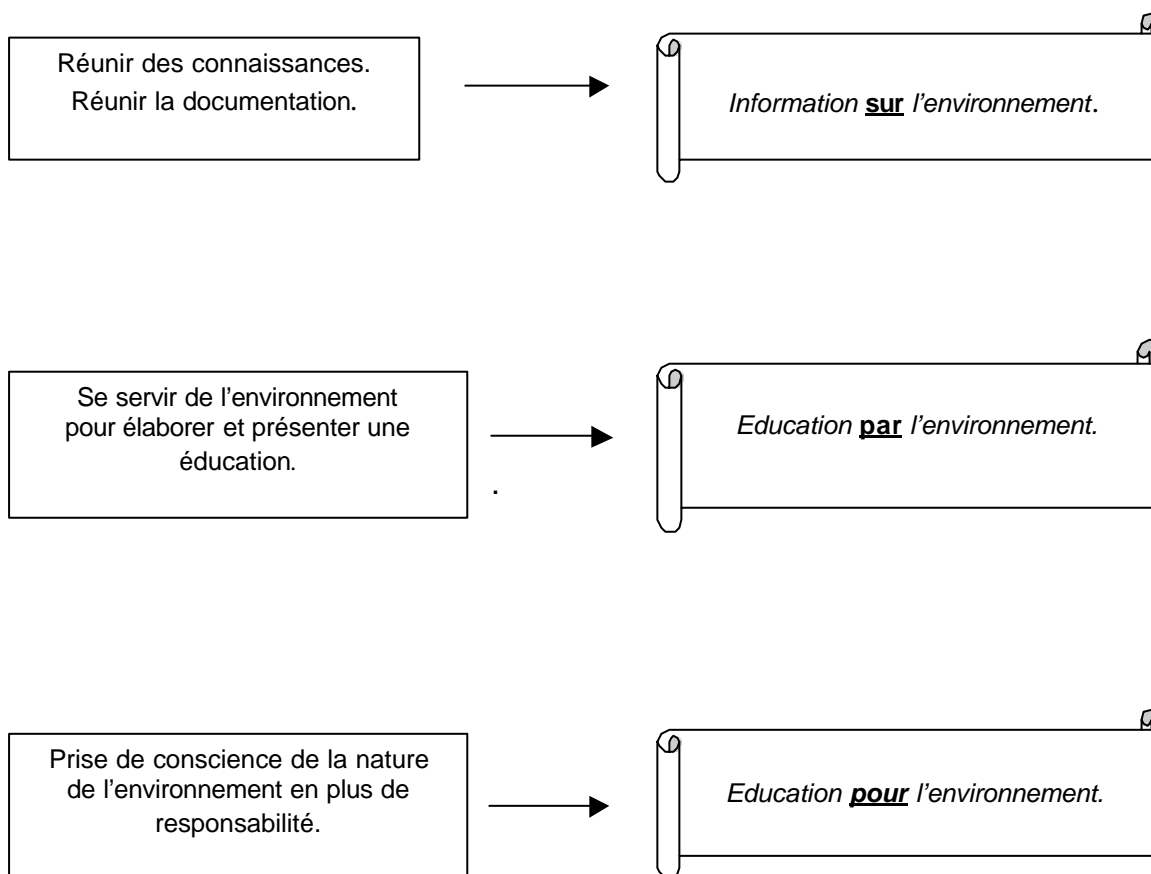 Réunir des connaissances.
Réunir la documentation.
Information sur l'environnement.
Se servir de l'environnement
pour élaborer et présenter une
éducation.
Education par l'environnement.
.
Prise de conscience de la nature
de l'environnement en plus de
responsabilité.
Education pour l'environnement.